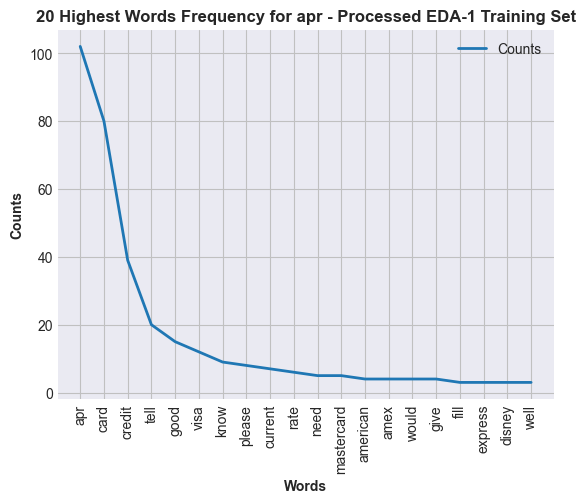 20 Highest Words Frequency for apr - Processed EDA-1 Training Set
Counts
100
80
60
40
20
0
Counts
apr
card
credit
tell
good
visa
know
please
current
rate
need
mastercard
american
amex
would
give
fill
express
disney
well
Words